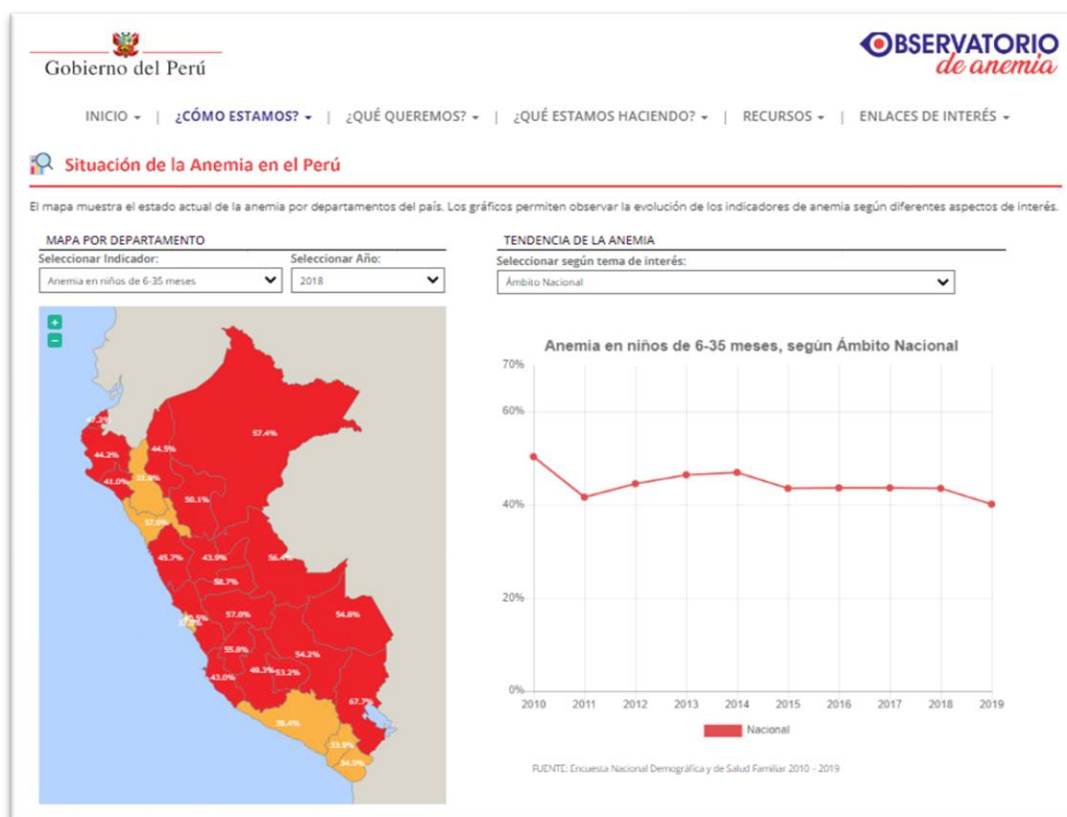 Gobierno del Perú
OBSERVATORIO
de anemia
INICIO | ¿CÓMO ESTAMOS? | ¿QUÉ QUEREMOS? | ¿QUÉ ESTAMOS HACIENDO? | RECURSOS | ENLACES DE INTERÉS
Situación de la Anemia en el Perú
El mapa muestra el estado actual de la anemia por departamentos del país. Los gráficos permiten observar la evolución de los indicadores de anemia según diferentes aspectos de interés.
MAPA POR DEPARTAMENTO
Seleccionar Indicador:
Seleccionar Año:
Anemia en niños de 6-35 meses
2018
+
−
57.4%
44.5%
44.2%
41.0%
50.1%
45.7%
43.9%
56.4%
58.7%
57.0%
54.8%
55.8%
54.2%
49.3%
53.2%
43.0%
67.7%
38.4%
33.9%
34.0%
TENDENCIA DE LA ANEMIA
Seleccionar según tema de interés:
Ámbito Nacional
Anemia en niños de 6-35 meses, según Ámbito Nacional
70%
60%
40%
20%
0%
2010 2011 2012 2013 2014 2015 2016 2017 2018 2019
Nacional
FUENTE: Encuesta Nacional Demográfica y de Salud Familiar 2010 - 2019